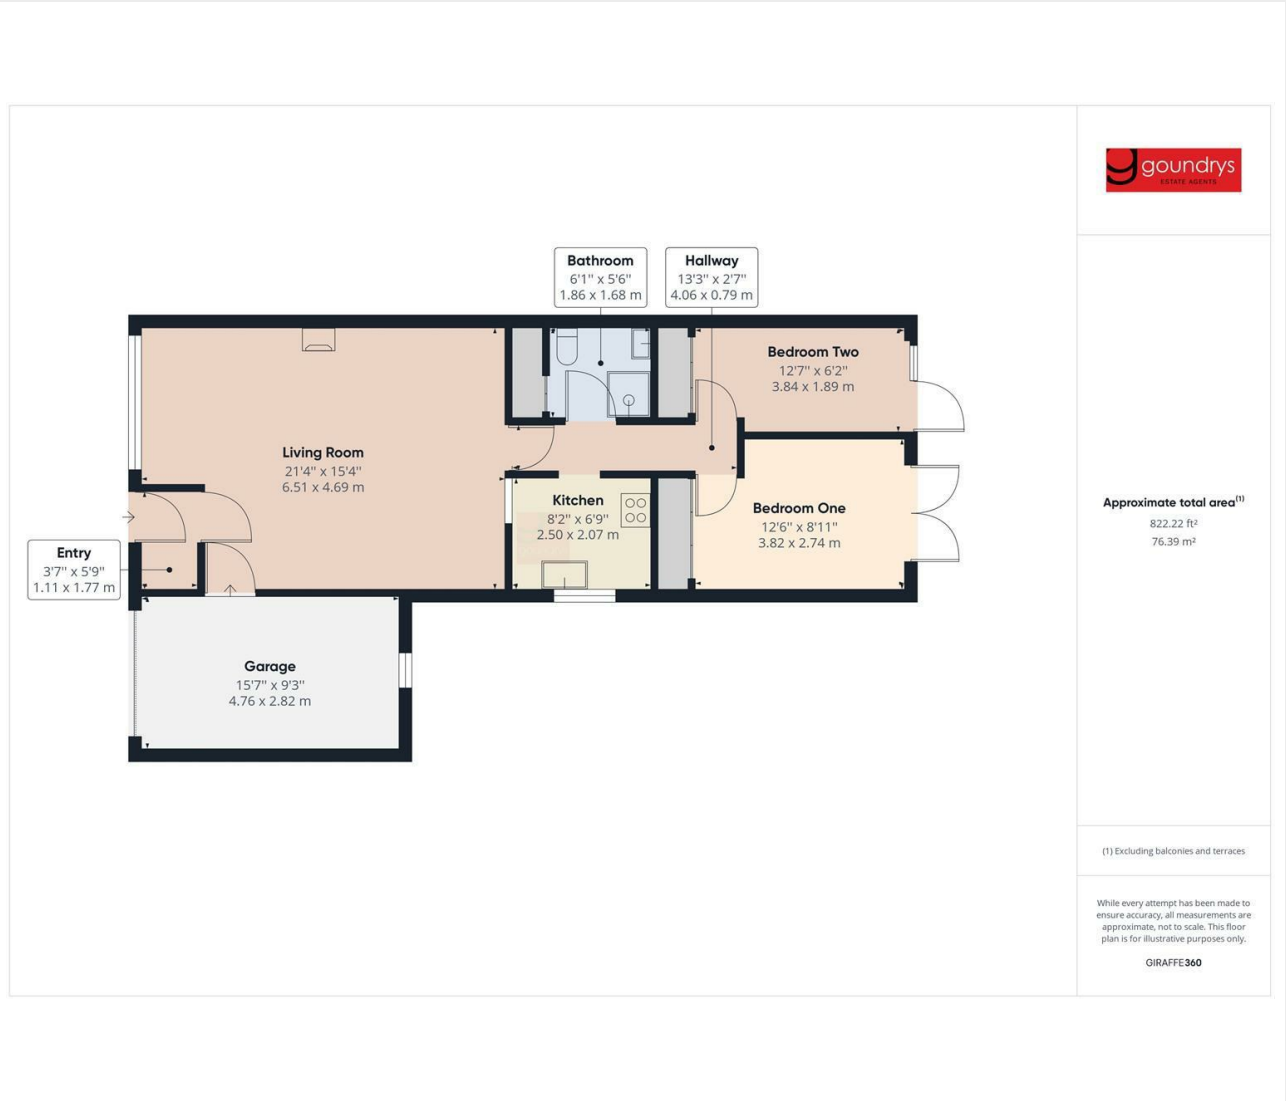 goundrys
ESTATE AGENTS
Bathroom
6'1" x 5'6"
1.86 x 1.68 m
Hallway
13'3" x 2'7"
4.06 x 0.79 m
Bedroom Two
12'7" x 6'2"
3.84 x 1.89 m
Living Room
21'4" x 15'4"
6.51 x 4.69 m
Kitchen
8'2" x 6'9"
2.50 x 2.07 m
Bedroom One
12'6" x 8'11"
3.82 x 2.74 m
Entry
3'7" x 5'9"
1.11 x 1.77 m
Garage
15'7" x 9'3"
4.76 x 2.82 m
Approximate total area(1)
822.22 ft²
76.39 m²
(1) Excluding balconies and terraces
While every attempt has been made to
ensure accuracy, all measurements are
approximate, not to scale. This floor
plan is for illustrative purposes only.
GIRAFFE360